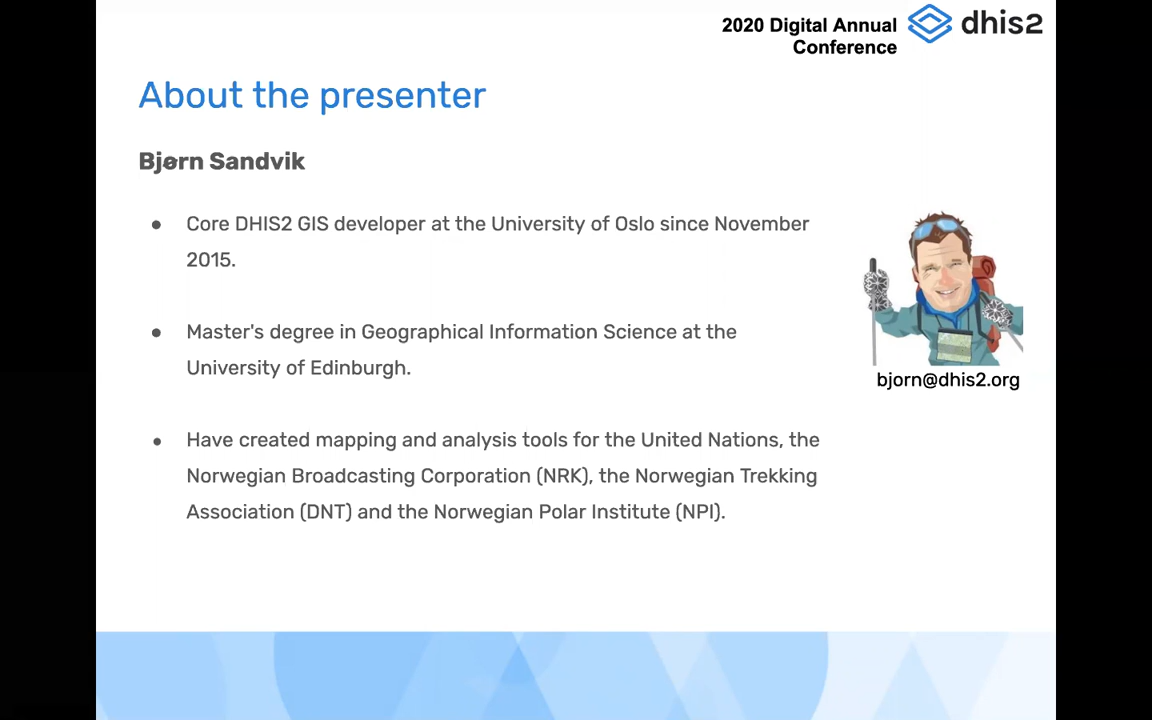 2020 Digital Annual
Conference
dhis2
About the presenter
Bjørn Sandvik
● Core DHIS2 GIS developer at the University of Oslo since November
2015.
● Master's degree in Geographical Information Science at the
University of Edinburgh.
bjorn@dhis2.org
● Have created mapping and analysis tools for the United Nations, the
Norwegian Broadcasting Corporation (NRK), the Norwegian Trekking
Association (DNT) and the Norwegian Polar Institute (NPI).